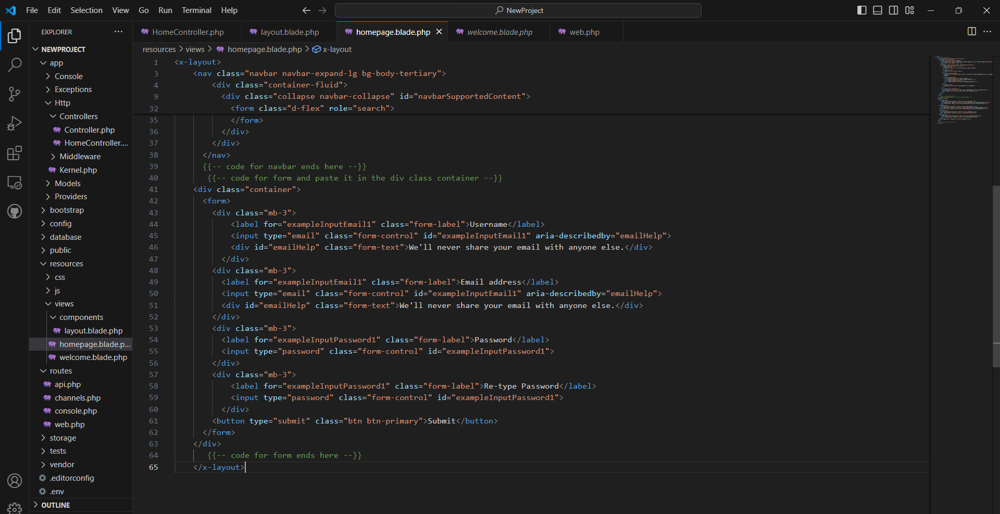 File Edit Selection View Go Run Terminal Help
NewProject
EXPLORER
HomeController.php
layout.blade.php
homepage.blade.php
welcome.blade.php
web.php
NEWPROJECT
app
Console
Exceptions
Http
Controllers
Controller.php
HomeController....
Middleware
Kernel.php
Models
Providers
bootstrap
config
database
public
resources
css
js
views
components
layout.blade.php
homepage.blade.p...
welcome.blade.php
routes
api.php
channels.php
console.php
web.php
storage
tests
vendor
.editorconfig
.env
OUTLINE
resources > views > homepage.blade.php > x-layout
1 <x-layout>
3 <nav class="navbar navbar-expand-lg bg-body-tertiary">
4 <div class="container-fluid">
9 <div class="collapse navbar-collapse" id="navbarSupportedContent">
32 <form class="d-flex" role="search">
35 </form>
36 </div>
37 </div>
38 </nav>
39 {{-- code for navbar ends here --}}
40 {{-- code for form and paste it in the div class container --}}
41 <div class="container">
42 <form>
43 <div class="mb-3">
44 <label for="exampleInputEmail1" class="form-label">Username</label>
45 <input type="email" class="form-control" id="exampleInputEmail1" aria-describedby="emailHelp">
46 <div id="emailHelp" class="form-text">We'll never share your email with anyone else.</div>
47 </div>
48 <div class="mb-3">
49 <label for="exampleInputEmail1" class="form-label">Email address</label>
50 <input type="email" class="form-control" id="exampleInputEmail1" aria-describedby="emailHelp">
51 <div id="emailHelp" class="form-text">We'll never share your email with anyone else.</div>
52 </div>
53 <div class="mb-3">
54 <label for="exampleInputPassword1" class="form-label">Password</label>
55 <input type="password" class="form-control" id="exampleInputPassword1">
56 </div>
57 <div class="mb-3">
58 <label for="exampleInputPassword1" class="form-label">Re-type Password</label>
59 <input type="password" class="form-control" id="exampleInputPassword1">
60 </div>
61 <button type="submit" class="btn btn-primary">Submit</button>
62 </form>
63 </div>
64 {{-- code for form ends here --}}
65 </x-layout>